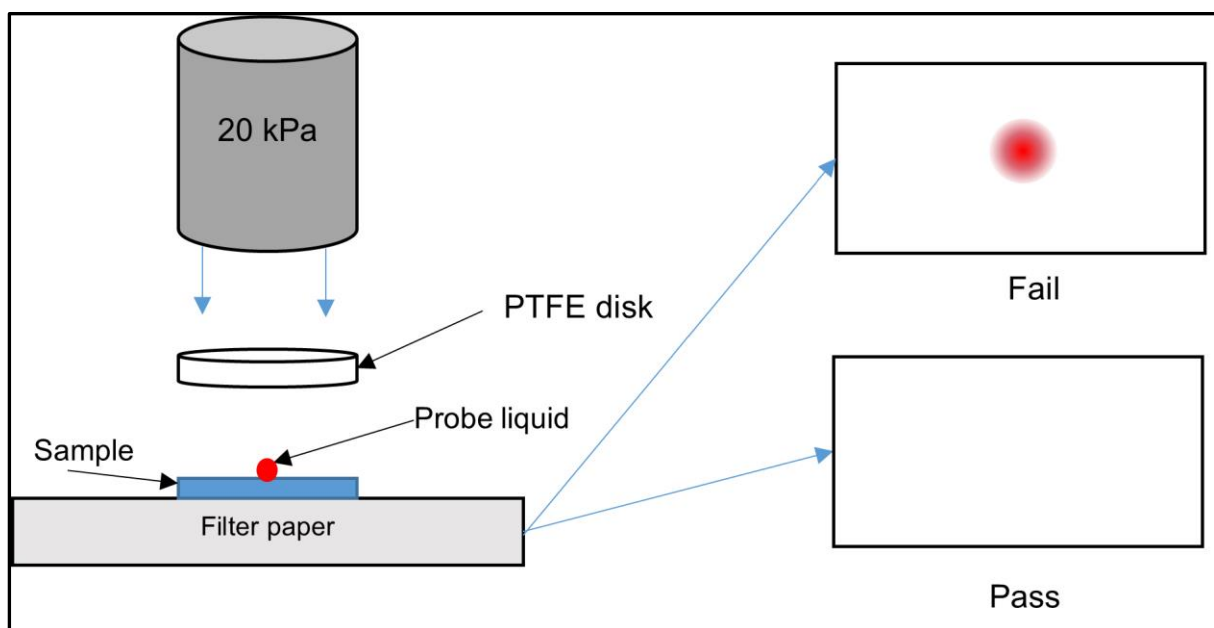 20 kPa
PTFE disk
Probe liquid
Sample
Filter paper
Fail
Pass